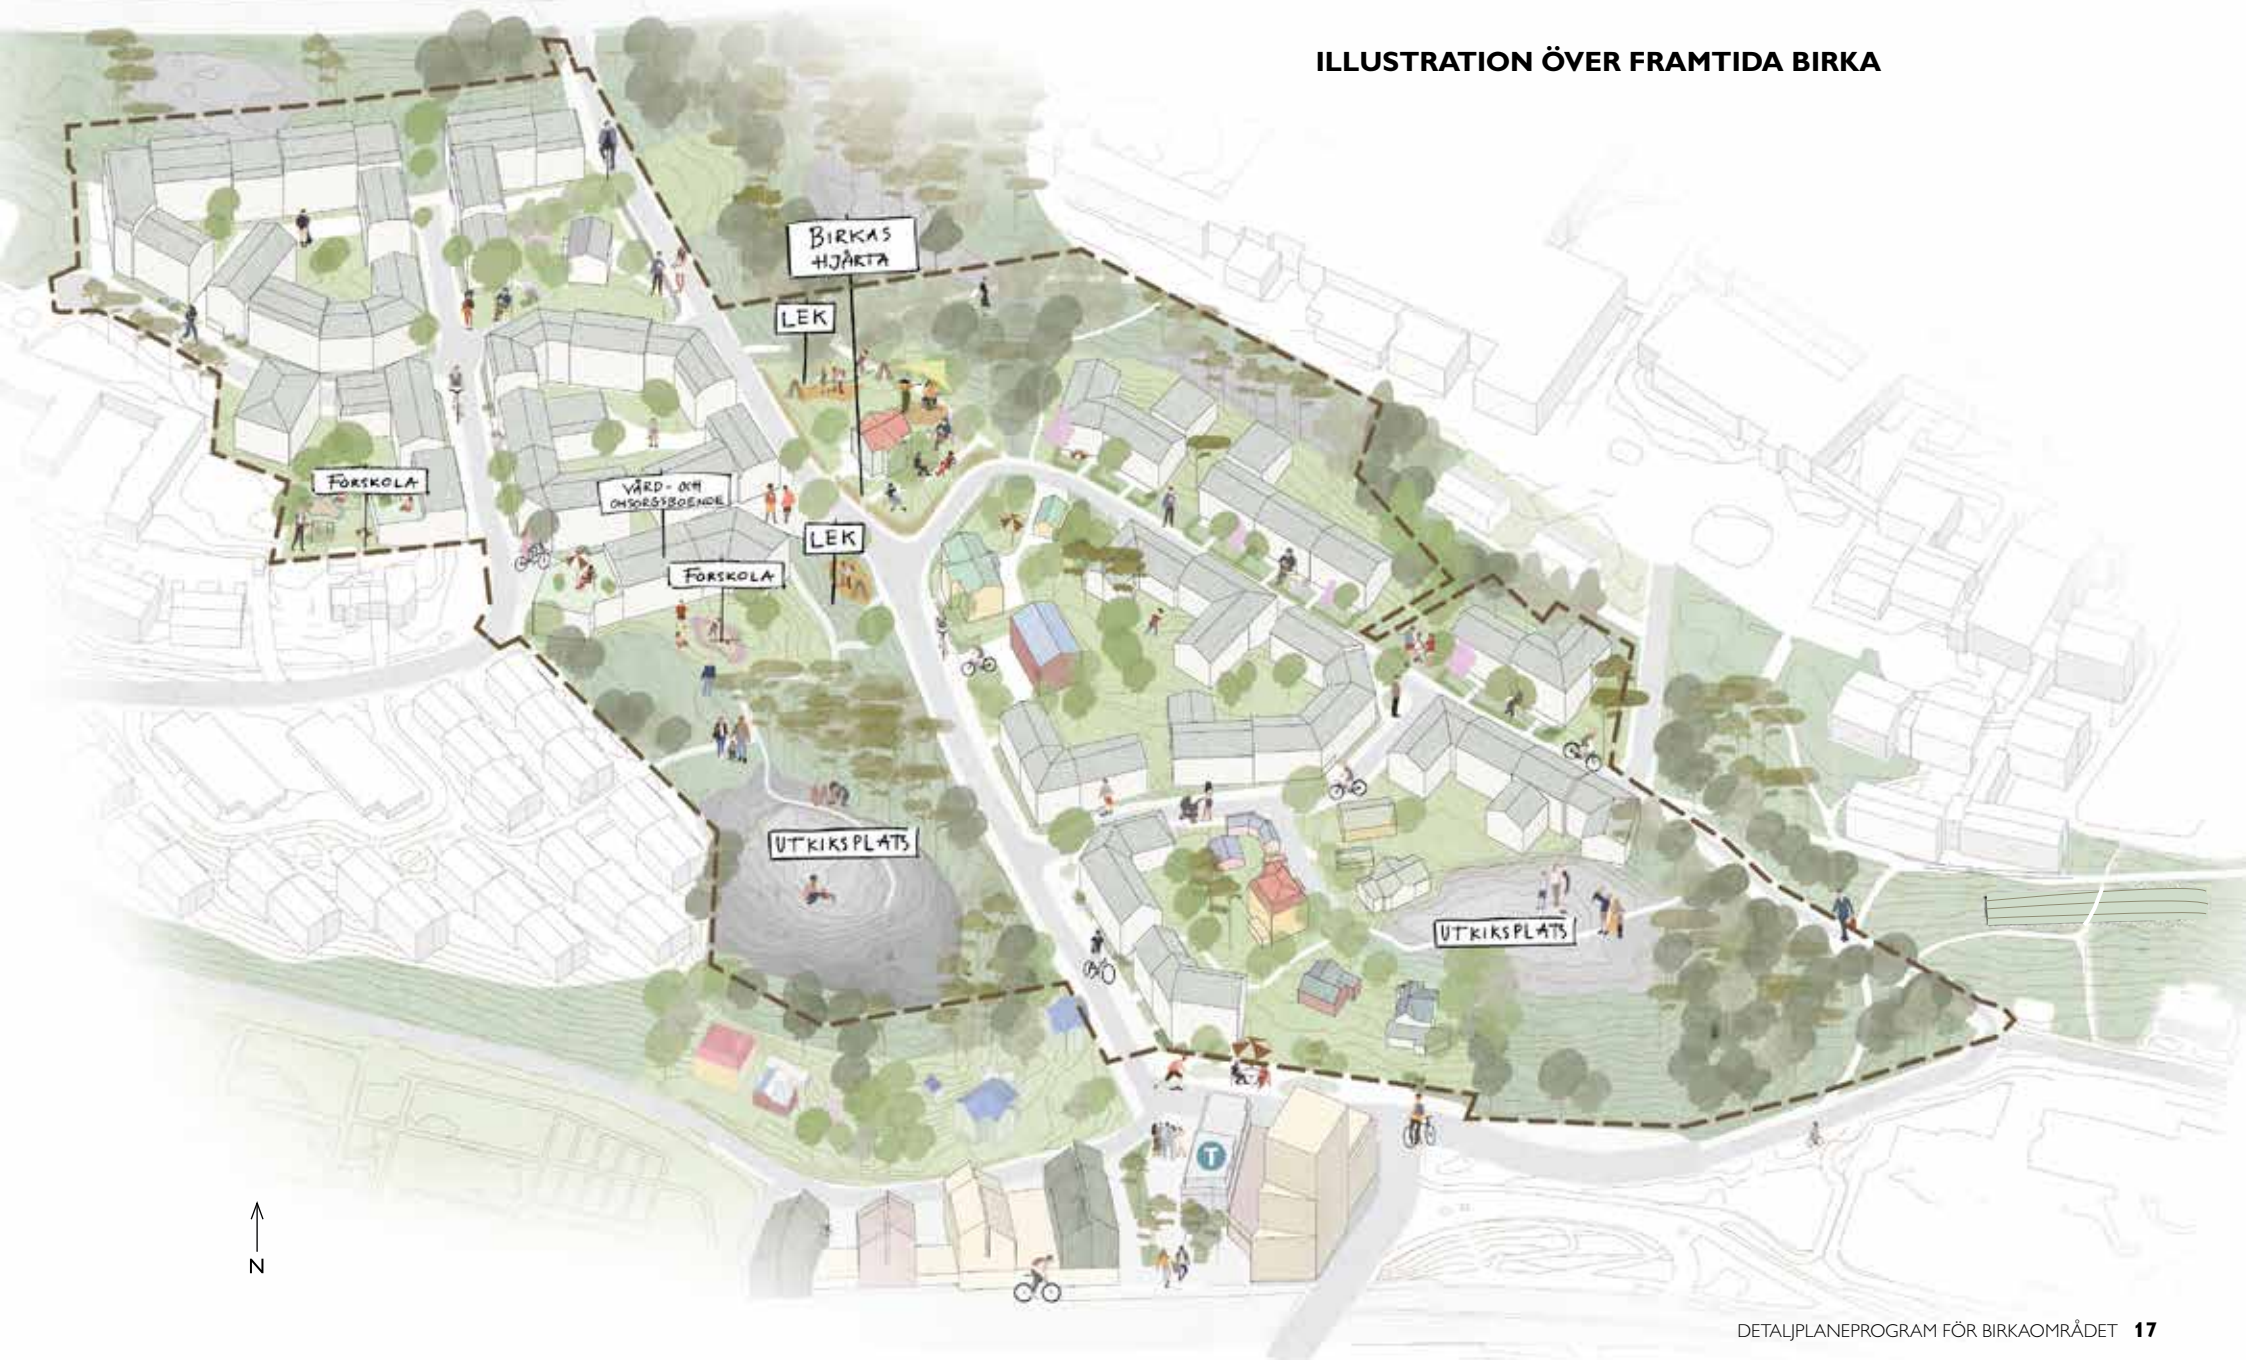 ILLUSTRATION ÖVER FRAMTIDA BIRKA
BIRKAS
HJÄRTA
LEK
FÖRSKOLA
VÅRD- OCH
OMSORGSBOENDE
LEK
FÖRSKOLA
UTKIKSPLATS
UTKIKSPLATS
T
N
DETALJPLANEPROGRAM FÖR BIRKAOMRÅDET 17